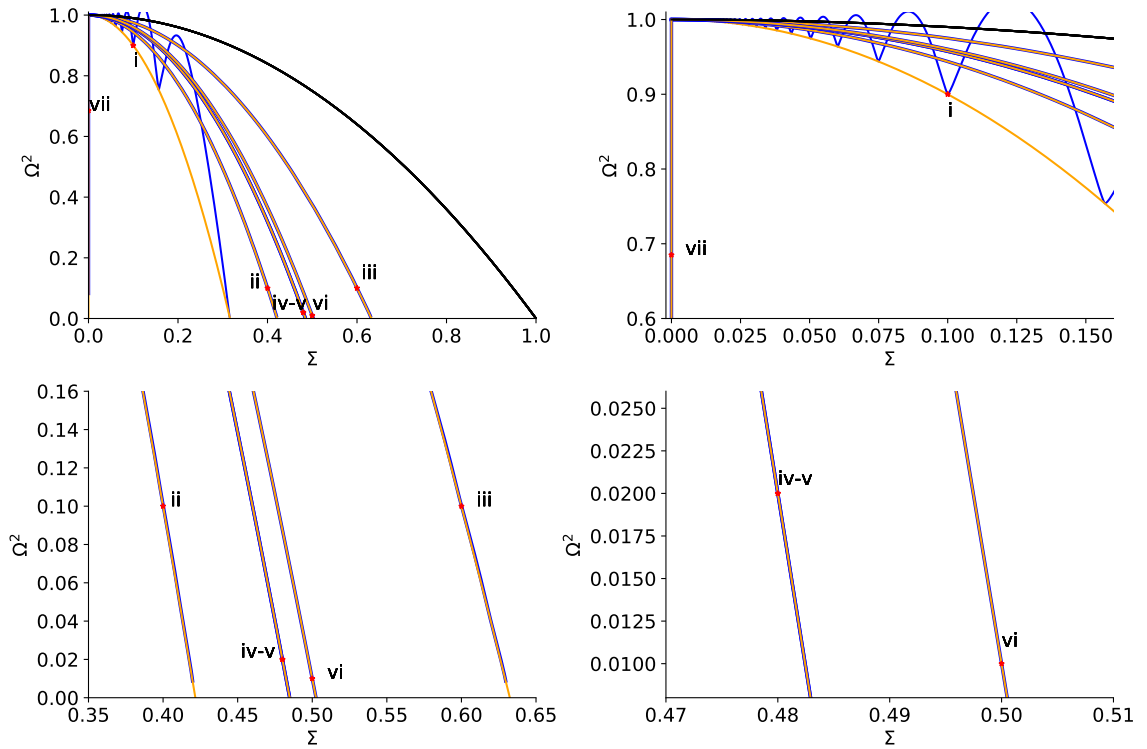 1.0
0.8
0.6
0.4
0.2
0.0
Ω²
0.0 0.2 0.4 0.6 0.8 1.0
Σ
i
vii
ii
iv-v
vi
iii
1.0
0.9
0.8
0.7
0.6
Ω²
0.000 0.025 0.050 0.075 0.100 0.125 0.150
Σ
i
vii
0.16
0.14
0.12
0.10
0.08
0.06
0.04
0.02
0.00
Ω²
0.35 0.40 0.45 0.50 0.55 0.60 0.65
Σ
ii
iii
iv-v
vi
0.0250
0.0225
0.0200
0.0175
0.0150
0.0125
0.0100
Ω²
0.47 0.48 0.49 0.50 0.51
Σ
iv-v
vi